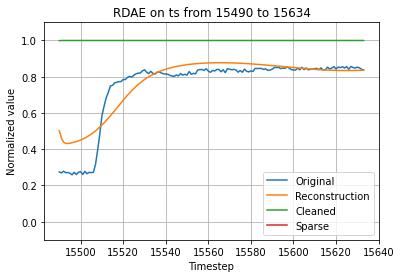 RDAE on ts from 15490 to 15634
Normalized value
1.0
0.8
0.6
0.4
0.2
0.0
Original
Reconstruction
Cleaned
Sparse
15500 15520 15540 15560 15580 15600 15620 15640
Timestep